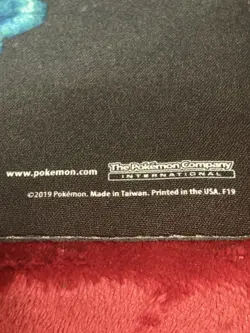 www.pokemon.com
The Pokémon Company
INTERNATIONAL
©2019 Pokémon. Made in Taiwan. Printed in the USA. F19